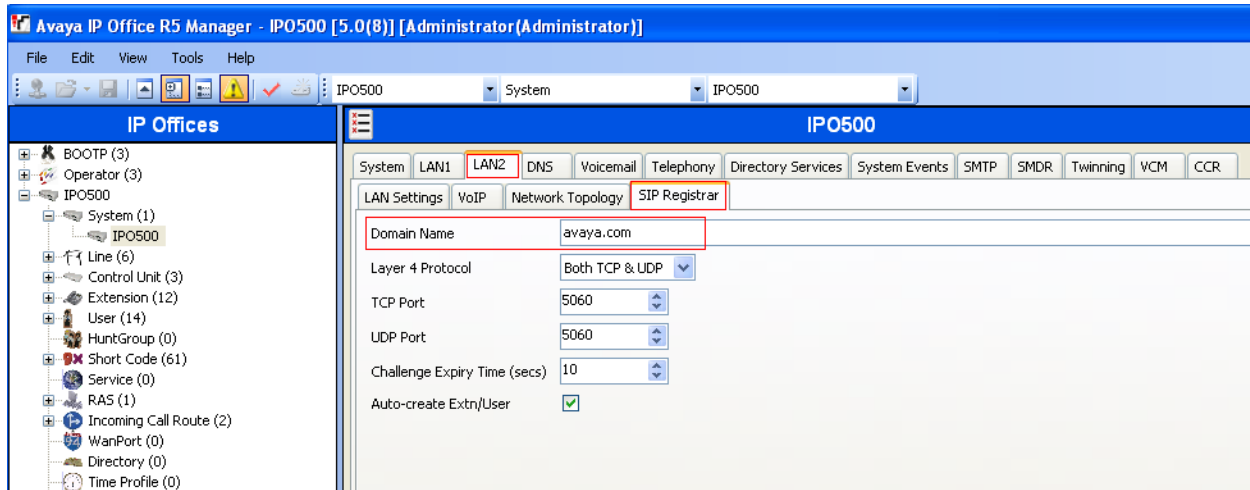 Avaya IP Office R5 Manager - IPO500 [5.0(8)] [Administrator(Administrator)]
File Edit View Tools Help
IPO500 System IPO500
IP Offices
IPO500
BOOTP (3)
Operator (3)
IPO500
System (1)
IPO500
Line (6)
Control Unit (3)
Extension (12)
User (14)
HuntGroup (0)
Short Code (61)
Service (0)
RAS (1)
Incoming Call Route (2)
WanPort (0)
Directory (0)
Time Profile (0)
System LAN1 LAN2 DNS Voicemail Telephony Directory Services System Events SMTP SMDR Twinning VCM CCR
LAN Settings VoIP Network Topology SIP Registrar
Domain Name avaya.com
Layer 4 Protocol Both TCP & UDP
TCP Port 5060
UDP Port 5060
Challenge Expiry Time (secs) 10
Auto-create Extn/User